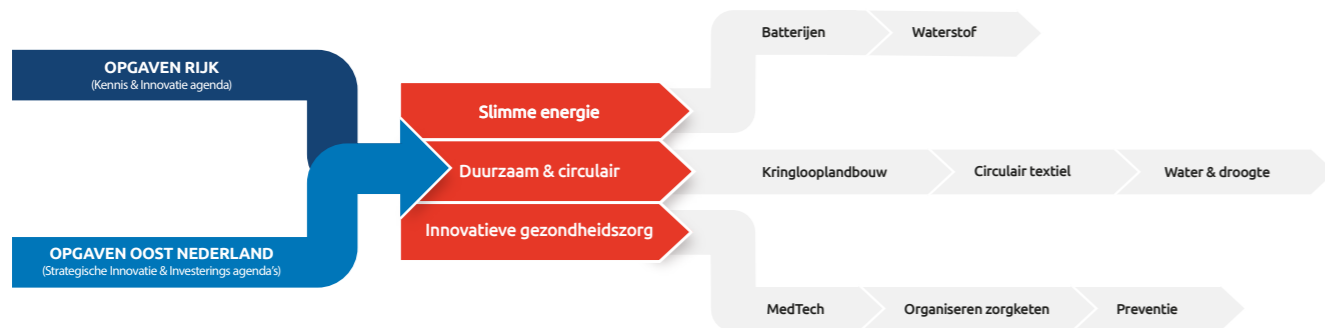 OPGAVEN RIJK
(Kennis & Innovatie agenda)
OPGAVEN OOST NEDERLAND
(Strategische Innovatie & Investerings agenda's)
Slimme energie
Duurzaam & circulair
Innovatieve gezondheidszorg
Batterijen
Waterstof
Kringlooplandbouw
Circulair textiel
Water & droogte
MedTech
Organiseren zorgketen
Preventie